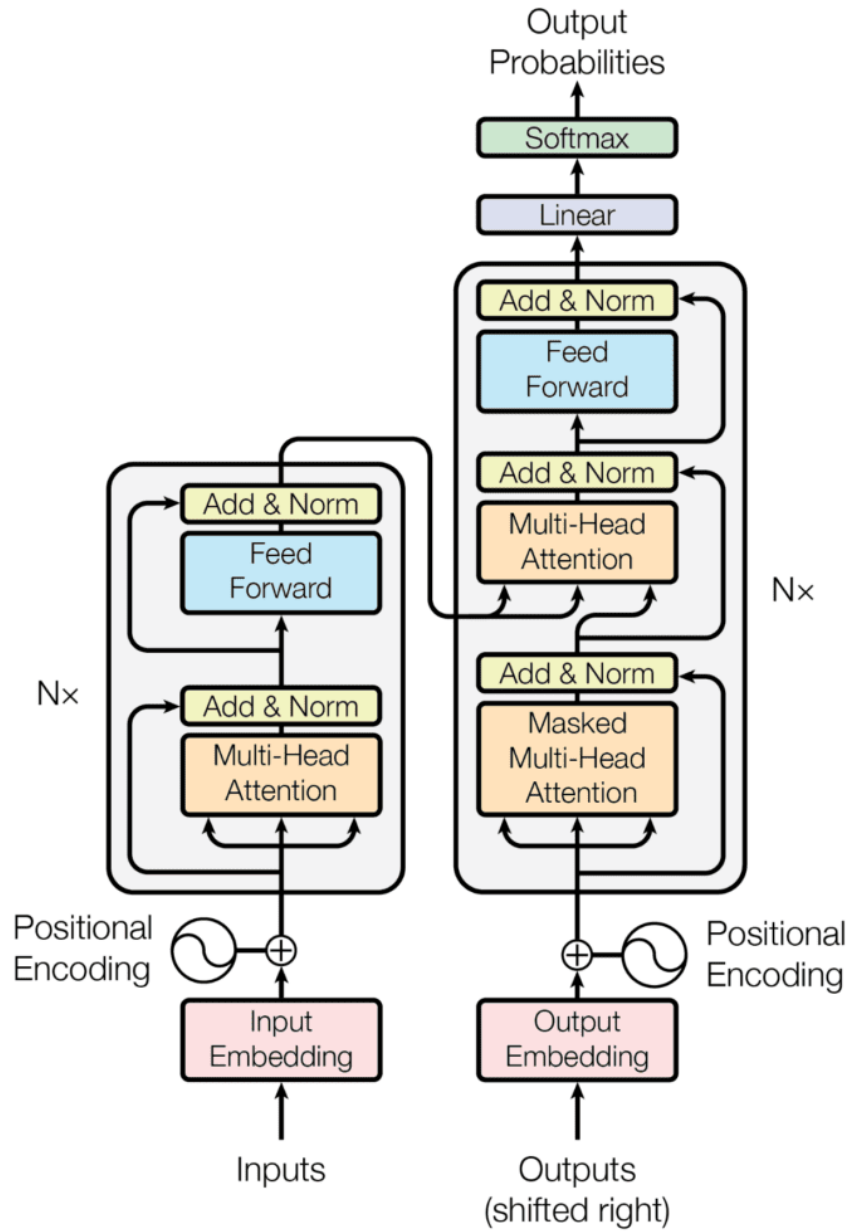 Output
Probabilities
Softmax
Linear
Add & Norm
Feed
Forward
Add & Norm
Multi-Head
Attention
Add & Norm
Masked
Multi-Head
Attention
N×
Add & Norm
Feed
Forward
Add & Norm
Multi-Head
Attention
N×
Positional
Encoding
Positional
Encoding
Input
Embedding
Output
Embedding
Inputs
Outputs
(shifted right)